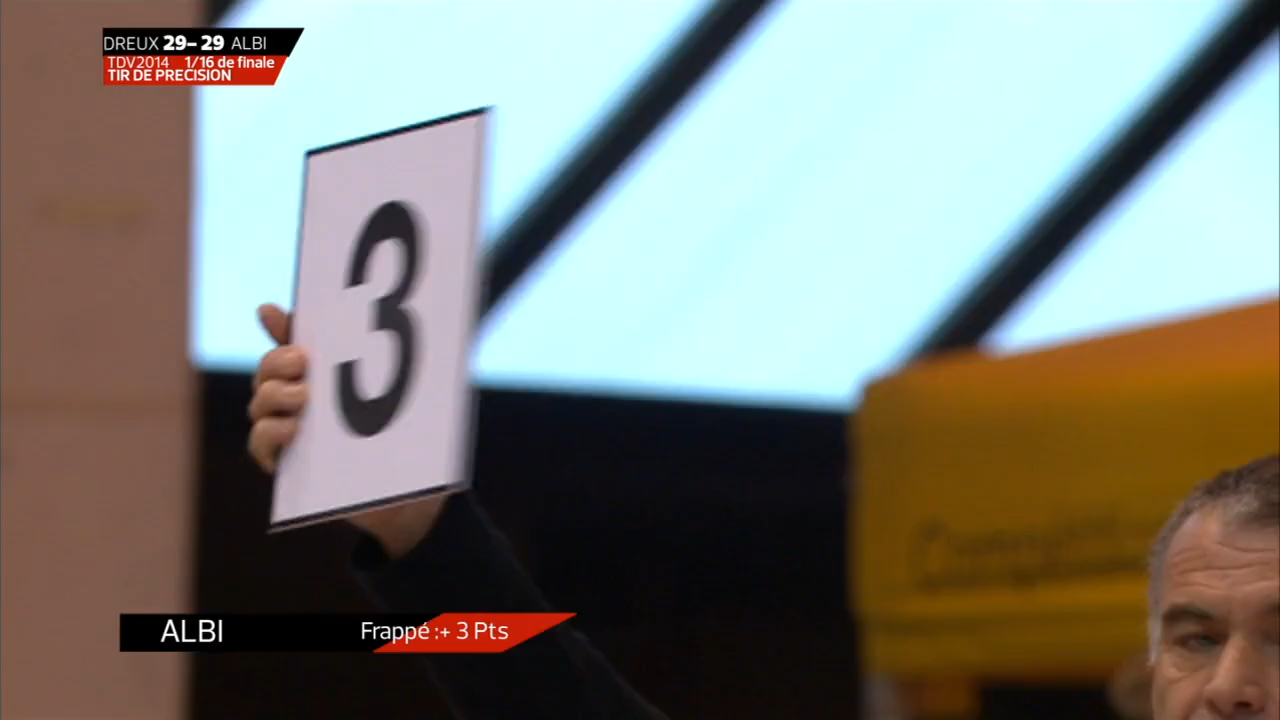 DREUX 29-29 ALBI
TDV2014 1/16 de finale
TIR DE PRECISION
3
ALBI Frappé :+ 3 Pts